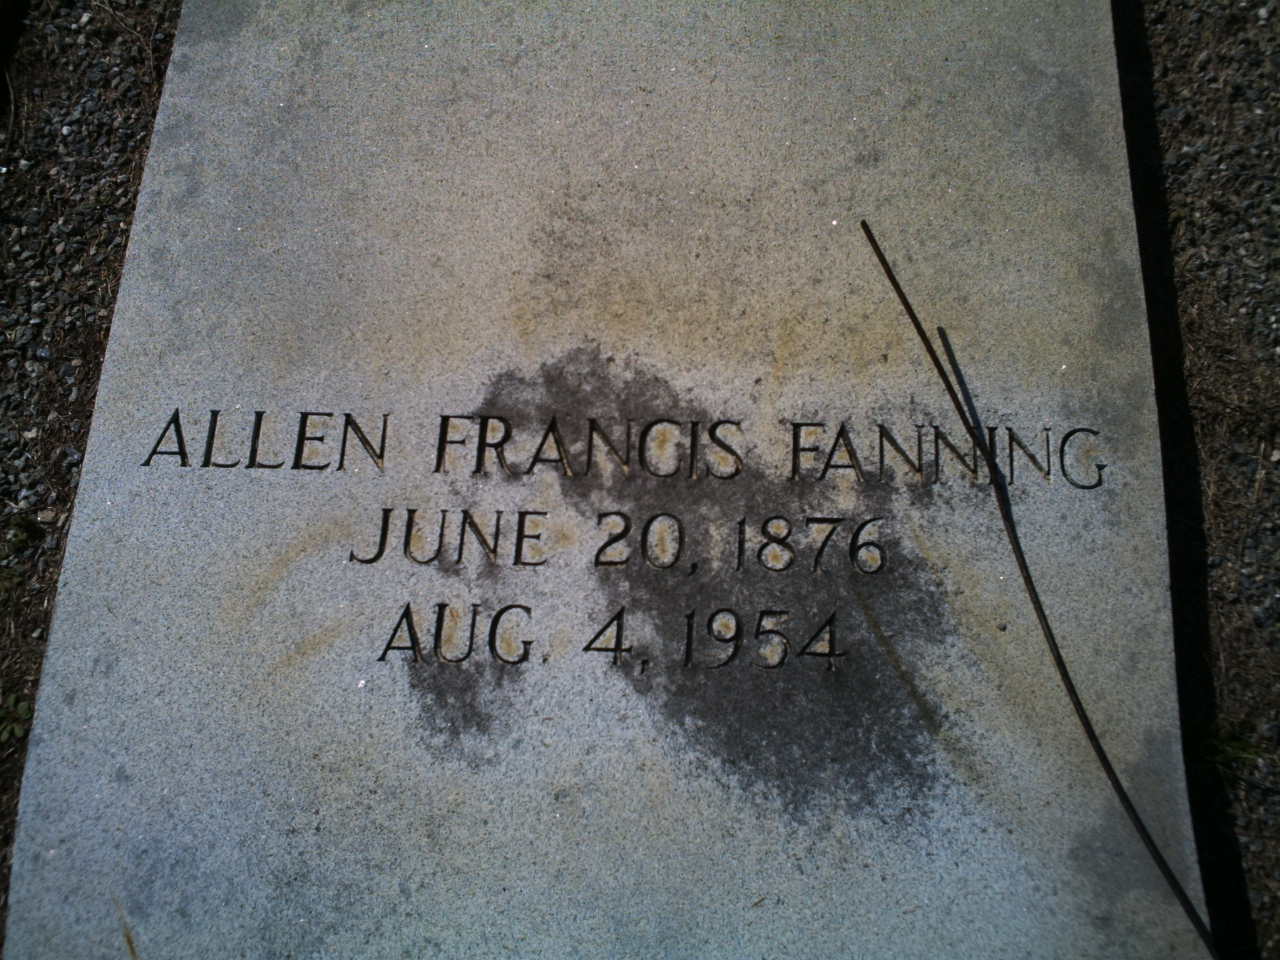 ALLEN FRANCIS FANNING
JUNE 20, 1876
AUG. 4, 1954